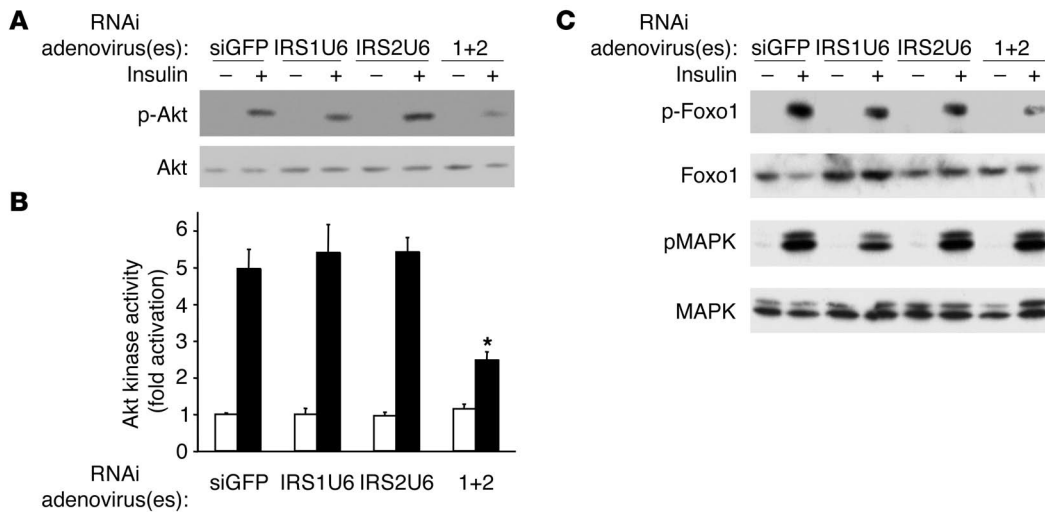 A
RNAi
adenovirus(es): siGFP IRS1U6 IRS2U6 1+2
Insulin − + − + − + − +
p-Akt
Akt
B
Akt kinase activity
(fold activation)
6
5
4
3
2
1
0
*
RNAi
adenovirus(es): siGFP IRS1U6 IRS2U6 1+2
C
RNAi
adenovirus(es): siGFP IRS1U6 IRS2U6 1+2
Insulin − + − + − + − +
p-Foxo1
Foxo1
pMAPK
MAPK